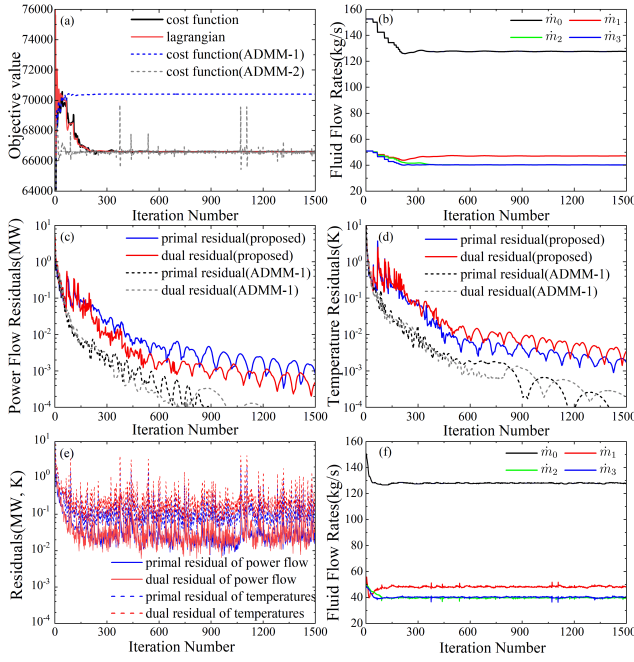 (a)
cost function
lagrangian
cost function(ADMM-1)
cost function(ADMM-2)
76000
73000
70000
67000
64000
Objective value
0 300 600 900 1200 1500
Iteration Number
(b)
ṁ₀ ṁ₁
ṁ₂ ṁ₃
160
140
120
100
80
60
40
20
Fluid Flow Rates(kg/s)
0 300 600 900 1200 1500
Iteration Number
(c)
primal residual(proposed)
dual residual(proposed)
primal residual(ADMM-1)
dual residual(ADMM-1)
10¹
10⁰
10⁻¹
10⁻²
10⁻³
10⁻⁴
Power Flow Residuals(MW)
0 300 600 900 1200 1500
Iteration Number
(d)
primal residual(proposed)
dual residual(proposed)
primal residual(ADMM-1)
dual residual(ADMM-1)
10¹
10⁰
10⁻¹
10⁻²
10⁻³
10⁻⁴
Temperature Residuals(K)
0 300 600 900 1200 1500
Iteration Number
(e)
10¹
10⁰
10⁻¹
10⁻²
10⁻³
10⁻⁴
Residuals(MW, K)
primal residual of power flow
dual residual of power flow
primal residual of temperatures
dual residual of temperatures
0 300 600 900 1200 1500
Iteration Number
(f)
ṁ₀ ṁ₁
ṁ₂ ṁ₃
160
140
120
100
80
60
40
20
Fluid Flow Rates(kg/s)
0 300 600 900 1200 1500
Iteration Number